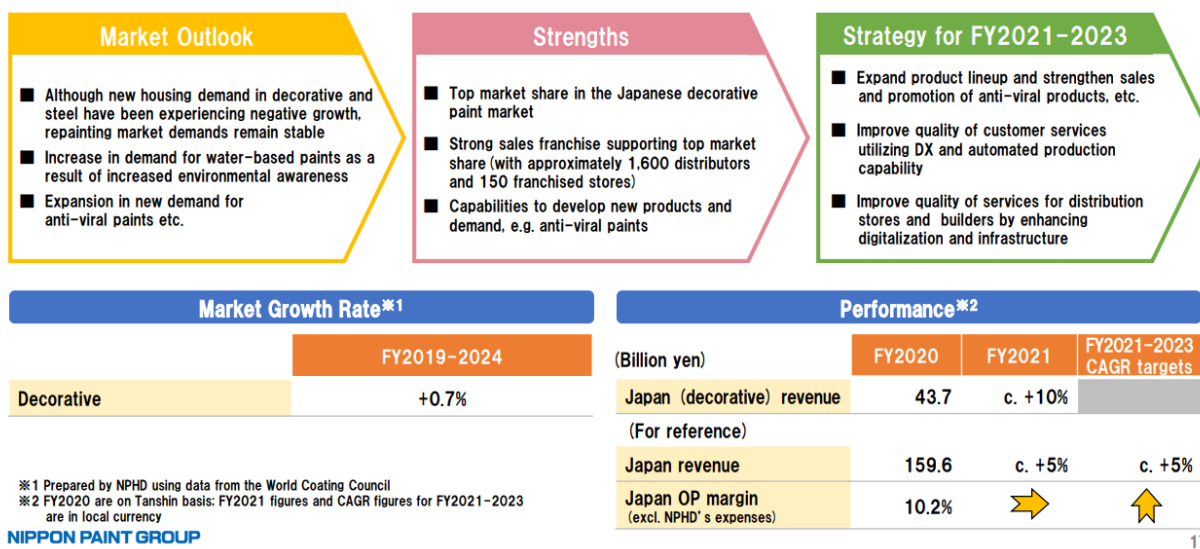 Market Outlook
■ Although new housing demand in decorative and
steel have been experiencing negative growth,
repainting market demands remain stable
■ Increase in demand for water-based paints as a
result of increased environmental awareness
■ Expansion in new demand for
anti-viral paints etc.
Strengths
■ Top market share in the Japanese decorative
paint market
■ Strong sales franchise supporting top market
share (with approximately 1,600 distributors
and 150 franchised stores)
■ Capabilities to develop new products and
demand, e.g. anti-viral paints
Strategy for FY2021-2023
■ Expand product lineup and strengthen sales
and promotion of anti-viral products, etc.
■ Improve quality of customer services
utilizing DX and automated production
capability
■ Improve quality of services for distribution
stores and builders by enhancing
digitalization and infrastructure
Market Growth Rate※1
FY2019-2024
Decorative +0.7%
※1 Prepared by NPHD using data from the World Coating Council
※2 FY2020 are on Tanshin basis; FY2021 figures and CAGR figures for FY2021-2023
are in local currency
Performance※2
(Billion yen) FY2020 FY2021 FY2021-2023
CAGR targets
Japan (decorative) revenue 43.7 c. +10%
(For reference)
Japan revenue 159.6 c. +5% c. +5%
Japan OP margin 10.2%
(excl. NPHD's expenses)
NIPPON PAINT GROUP